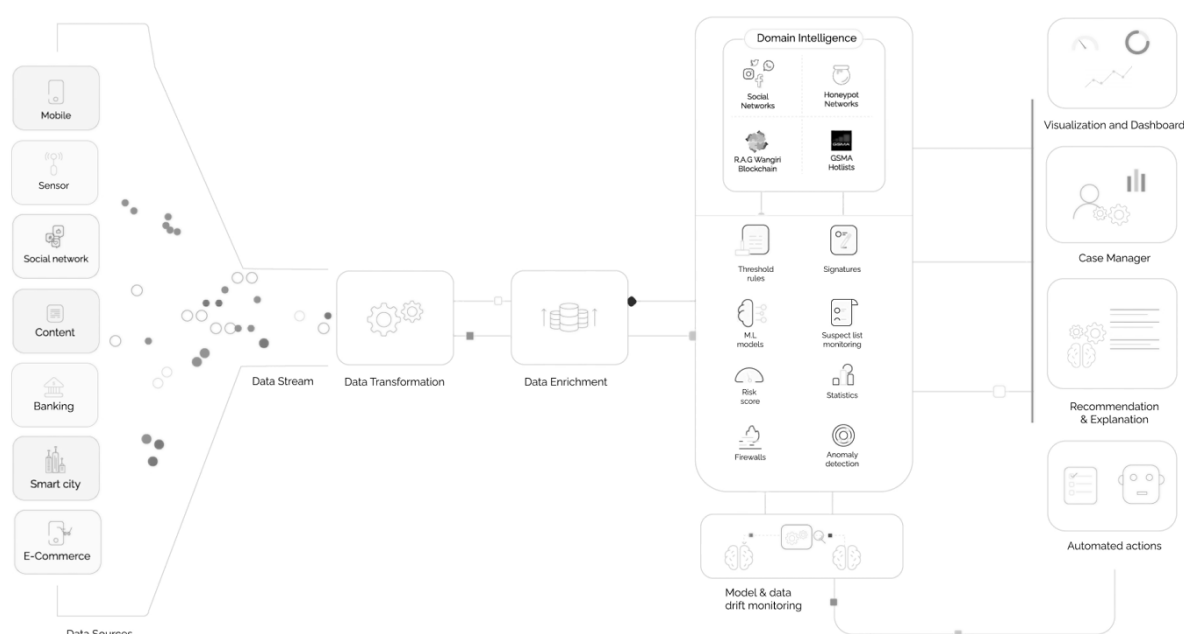 Mobile
Sensor
Social network
Content
Banking
Smart city
E-Commerce
Data Sources
Data Stream
Data Transformation
Data Enrichment
Domain Intelligence
Social
Networks
Honeypot
Networks
R.A.G Wangiri
Blockchain
GSMA
Hotlists
Threshold
rules
Signatures
M.L
models
Suspect list
monitoring
Risk
score
Statistics
Firewalls
Anomaly
detection
Model & data
drift monitoring
Visualization and Dashboard
Case Manager
Recommendation
& Explanation
Automated actions